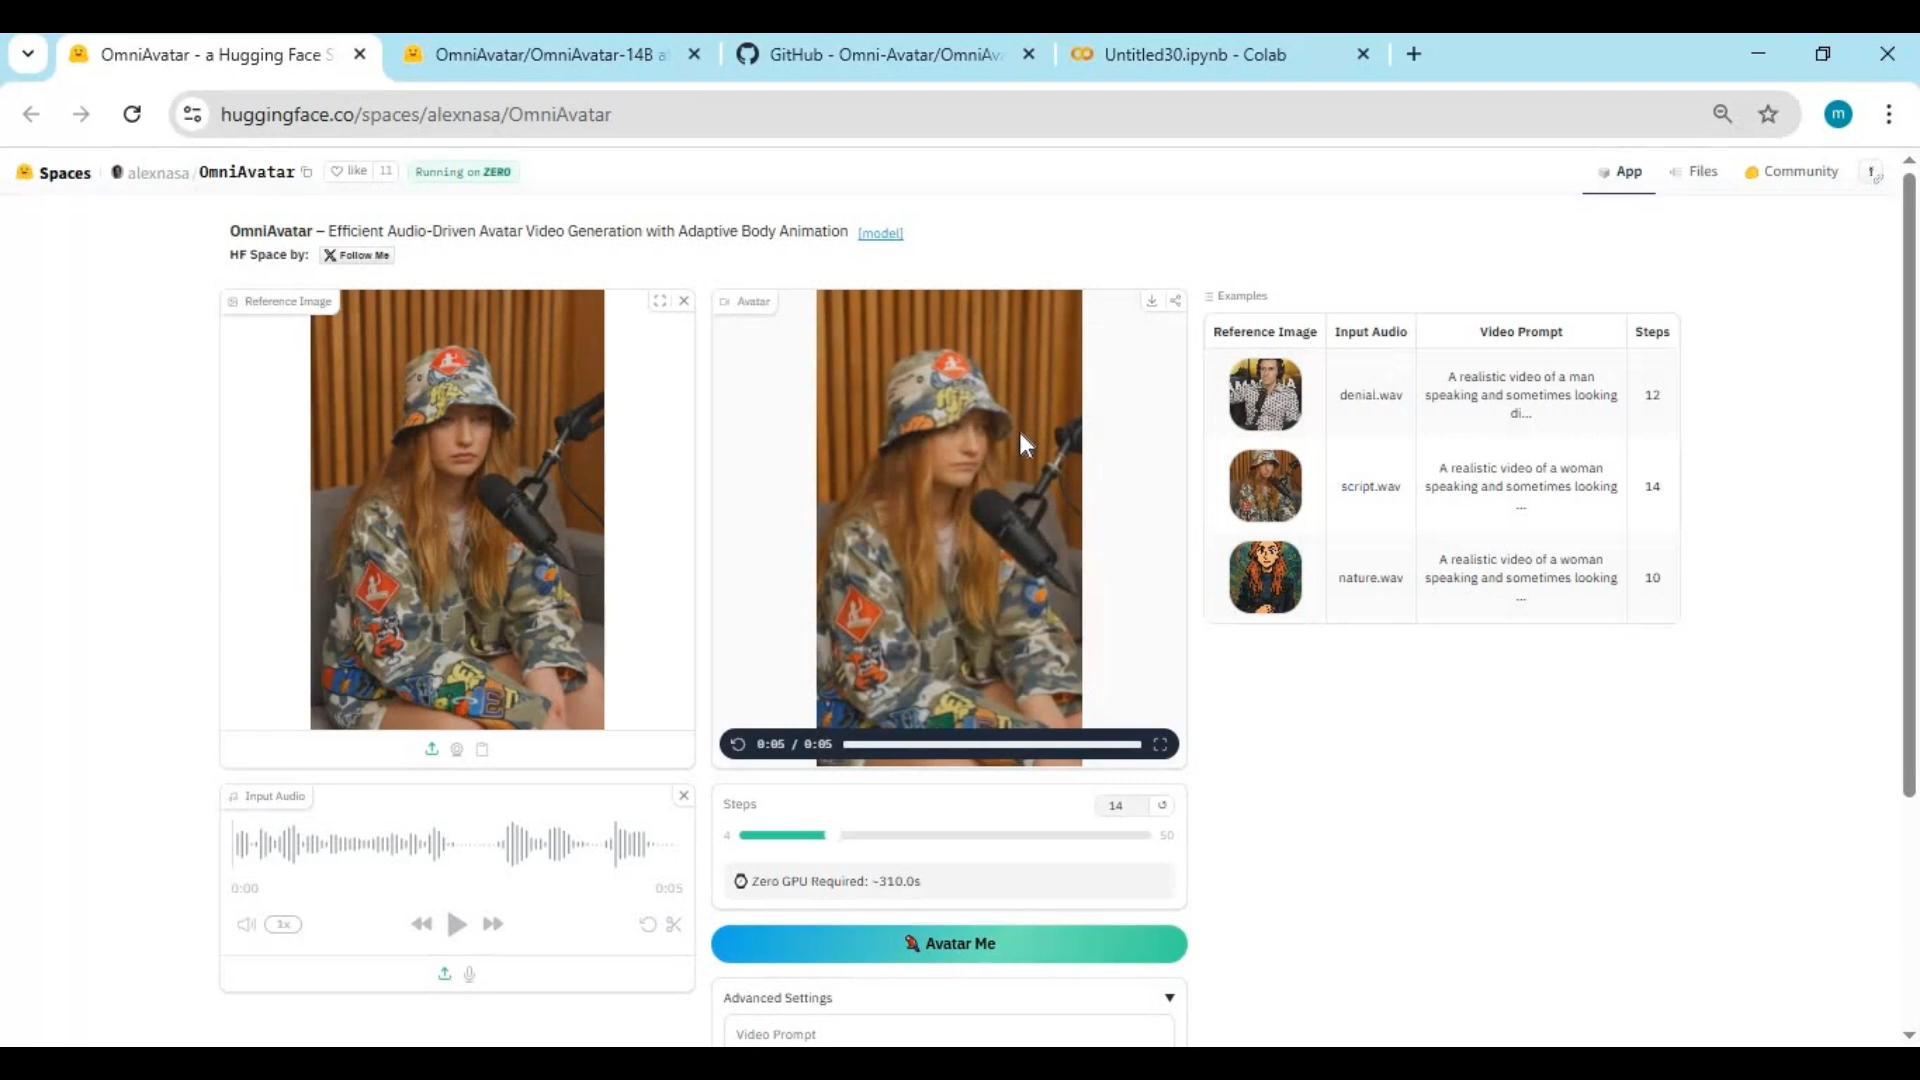 OmniAvatar - a Hugging Face S
OmniAvatar/OmniAvatar-14B a
GitHub - Omni-Avatar/OmniAva
Untitled30.ipynb - Colab
huggingface.co/spaces/alexnasa/OmniAvatar
m
Spaces
alexnasa/OmniAvatar
like 11
Running on ZERO
App
Files
Community
OmniAvatar – Efficient Audio-Driven Avatar Video Generation with Adaptive Body Animation [model]
HF Space by: X Follow Me
Reference Image
Avatar
0:05 / 0:05
Examples
Reference Image Input Audio Video Prompt Steps
denial.wav
A realistic video of a man
speaking and sometimes looking
di...
12
script.wav
A realistic video of a woman
speaking and sometimes looking
...
14
nature.wav
A realistic video of a woman
speaking and sometimes looking
...
10
Input Audio
0:00 0:05
1x
Steps
14
4 50
Zero GPU Required: ~310.0s
Avatar Me
Advanced Settings
Video Prompt